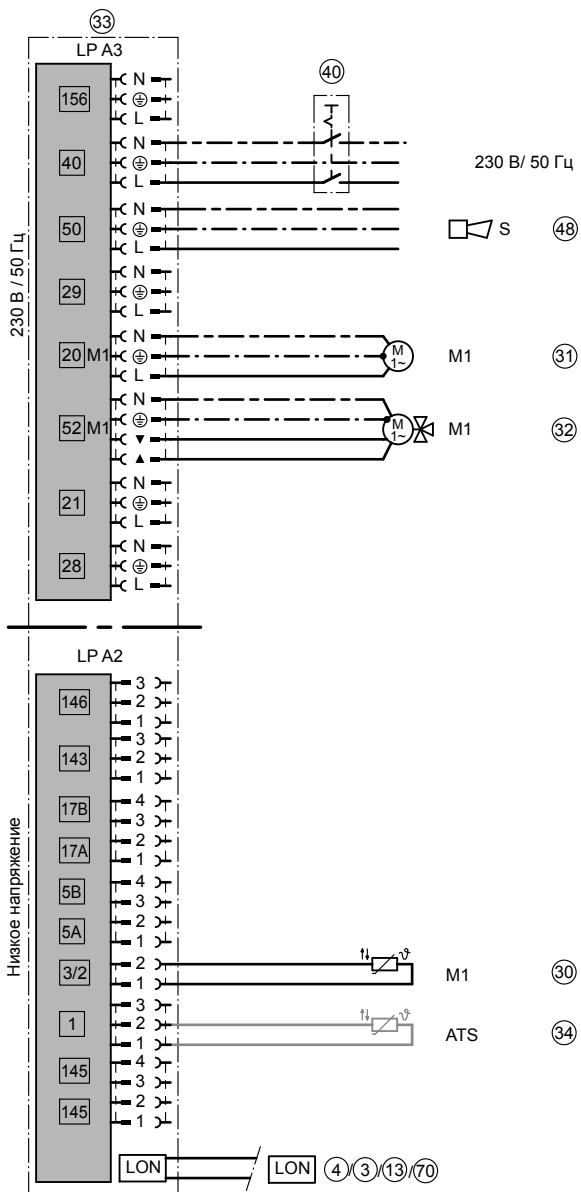 33
LP A3
40
156
N
L
40
N
L
230 В/ 50 Гц
50
N
L
S 48
230 В / 50 Гц
29
N
L
20 M1
N
L
M
1~
M1 31
52 M1
N
▼
▲
M
1~
M1 32
21
N
L
28
N
L
LP A2
146
3
2
1
143
3
2
1
17B
4
3
17A
2
1
5B
4
3
5A
2
1
Низкое напряжение
3/2
2
1
ϑ
M1 30
1
3
2
1
ϑ
ATS 34
145
4
3
145
2
1
LON LON 4/3/13/70